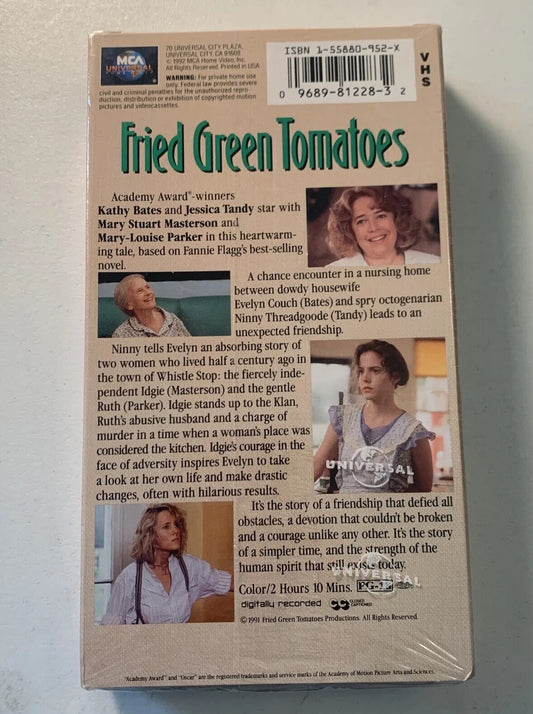 MCA
UNIVERSAL
70 UNIVERSAL CITY PLAZA,
UNIVERSAL CITY, CA 91608
© 1992 MCA Home Video, Inc.
All Rights Reserved. Printed in USA.
WARNING: For private home use
only. Federal law provides severe
civil and criminal penalties for the unauthorized repro-
duction, distribution or exhibition of copyrighted motion
pictures and videocassettes.
ISBN 1-55880-952-X
0 9689-81228-3 2
VHS
Fried Green Tomatoes
Academy Award®-winners
Kathy Bates and Jessica Tandy star with
Mary Stuart Masterson and
Mary-Louise Parker in this heartwarm-
ing tale, based on Fannie Flagg's best-selling
novel.
A chance encounter in a nursing home
between dowdy housewife
Evelyn Couch (Bates) and spry octogenarian
Ninny Threadgoode (Tandy) leads to an
unexpected friendship.
Ninny tells Evelyn an absorbing story of
two women who lived half a century ago in
the town of Whistle Stop: the fiercely inde-
pendent Idgie (Masterson) and the gentle
Ruth (Parker). Idgie stands up to the Klan,
Ruth's abusive husband and a charge of
murder in a time when a woman's place was
considered the kitchen. Idgie's courage in the
face of adversity inspires Evelyn to take
a look at her own life and make drastic
changes, often with hilarious results.
UNIVERSAL
It's the story of a friendship that defied all
obstacles, a devotion that couldn't be broken
and a courage unlike any other. It's the story
of a simpler time, and the strength of the
human spirit that still exists today.
Color/2 Hours 10 Mins. PG-13
UNIVERSAL
digitally recorded CC CLOSED CAPTIONED
© 1991 Fried Green Tomatoes Productions. All Rights Reserved.
"Academy Award" and "Oscar" are the registered trademarks and service marks of the Academy of Motion Picture Arts and Sciences.